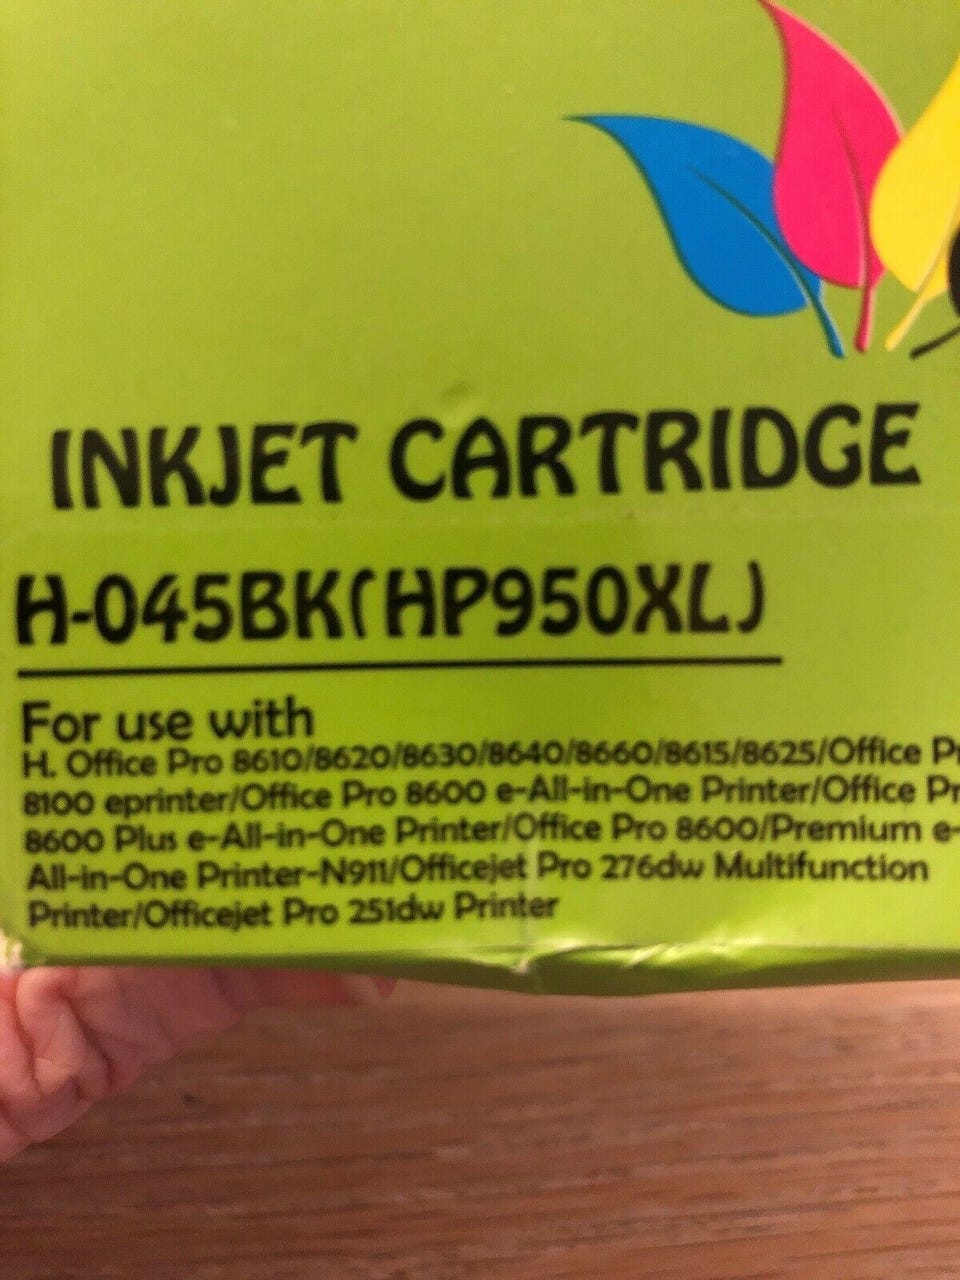 INKJET CARTRIDGE
H-045BK(HP950XL)
For use with
H. Office Pro 8610/8620/8630/8640/8660/8615/8625/Office
8100 eprinter/Office Pro 8600 e-All-in-One Printer/Office
8600 Plus e-All-in-One Printer/Office Pro 8600/Premium e-
All-in-One Printer-N911/Officejet Pro 276dw Multifunction
Printer/Officejet Pro 251dw Printer